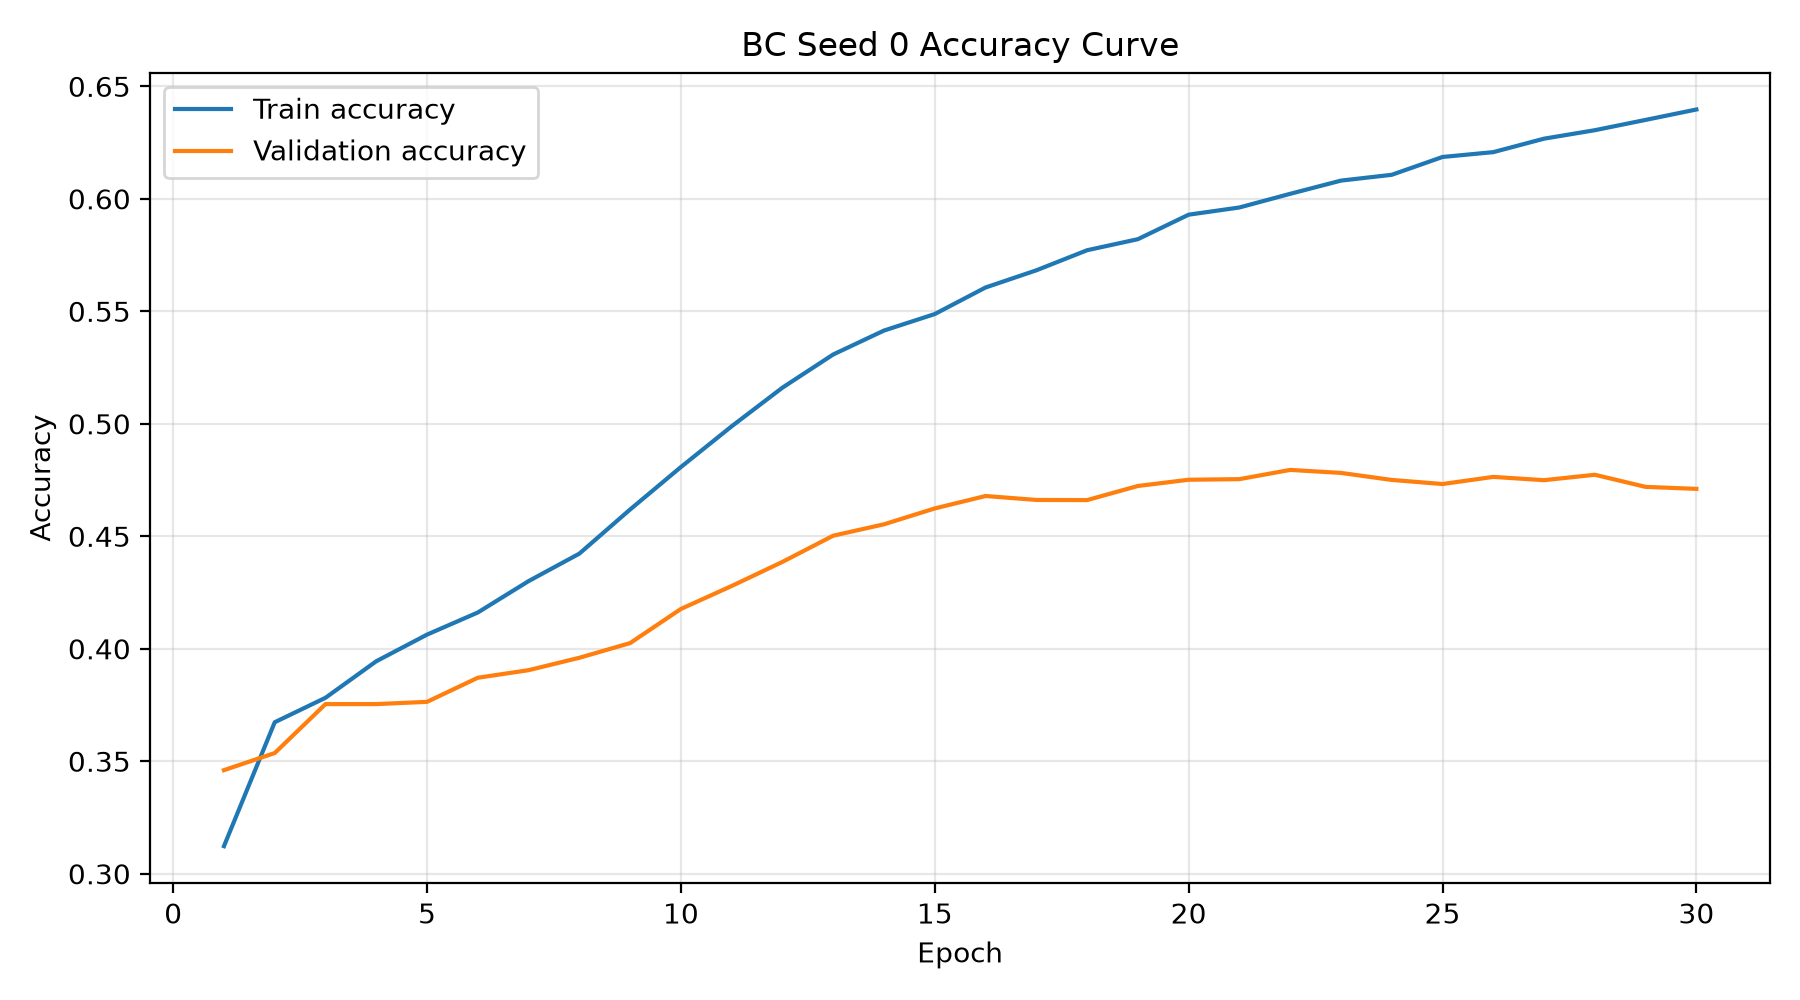 BC Seed 0 Accuracy Curve
Train accuracy
Validation accuracy
0.65
0.60
0.55
0.50
0.45
0.40
0.35
0.30
Accuracy
0 5 10 15 20 25 30
Epoch